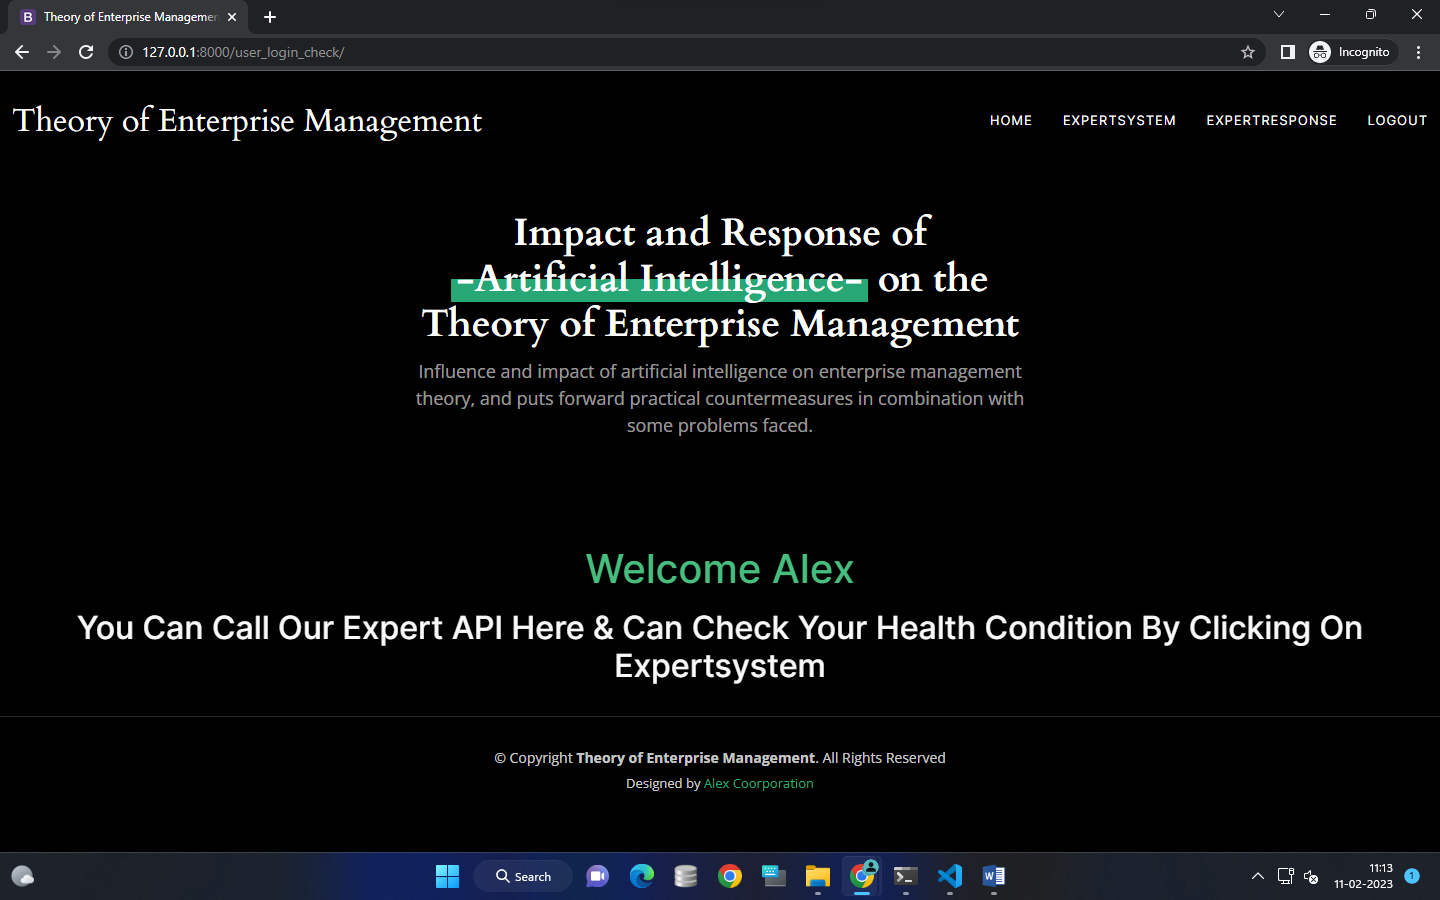 Theory of Enterprise Managemen
127.0.0.1:8000/user_login_check/
Incognito
Theory of Enterprise Management
HOME
EXPERTSYSTEM
EXPERTRESPONSE
LOGOUT
Impact and Response of
-Artificial Intelligence- on the
Theory of Enterprise Management
Influence and impact of artificial intelligence on enterprise management
theory, and puts forward practical countermeasures in combination with
some problems faced.
Welcome Alex
You Can Call Our Expert API Here & Can Check Your Health Condition By Clicking On
Expertsystem
© Copyright Theory of Enterprise Management. All Rights Reserved
Designed by Alex Coorporation
Search
11:13
11-02-2023
1